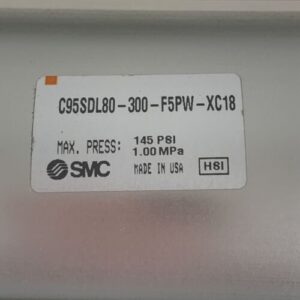 C95SDL80-300-F5PW-XC18
MAX. PRESS: 145 PSI
1.00 MPa
SMC MADE IN USA HSI